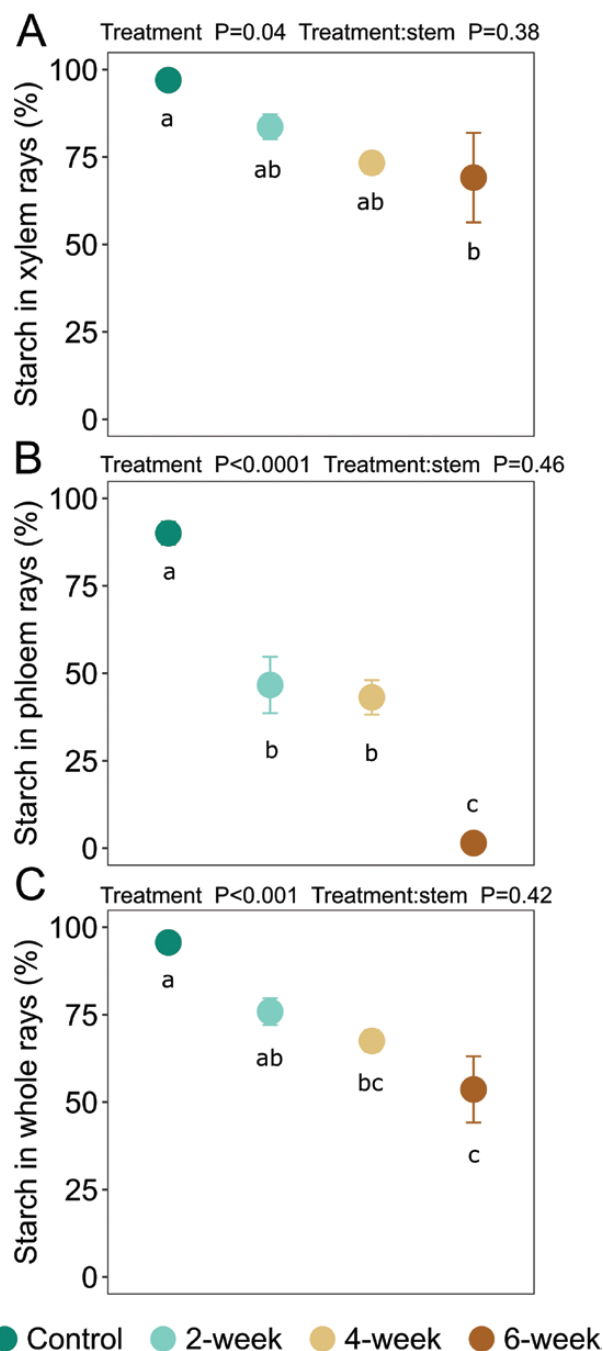 A
Treatment P=0.04 Treatment:stem P=0.38
Starch in xylem rays (%)
100
75
50
25
0
a
ab
ab
b
B
Treatment P<0.0001 Treatment:stem P=0.46
Starch in phloem rays (%)
100
75
50
25
0
a
b
b
c
C
Treatment P<0.001 Treatment:stem P=0.42
Starch in whole rays (%)
100
75
50
25
0
a
ab
bc
c
Control 2-week 4-week 6-week